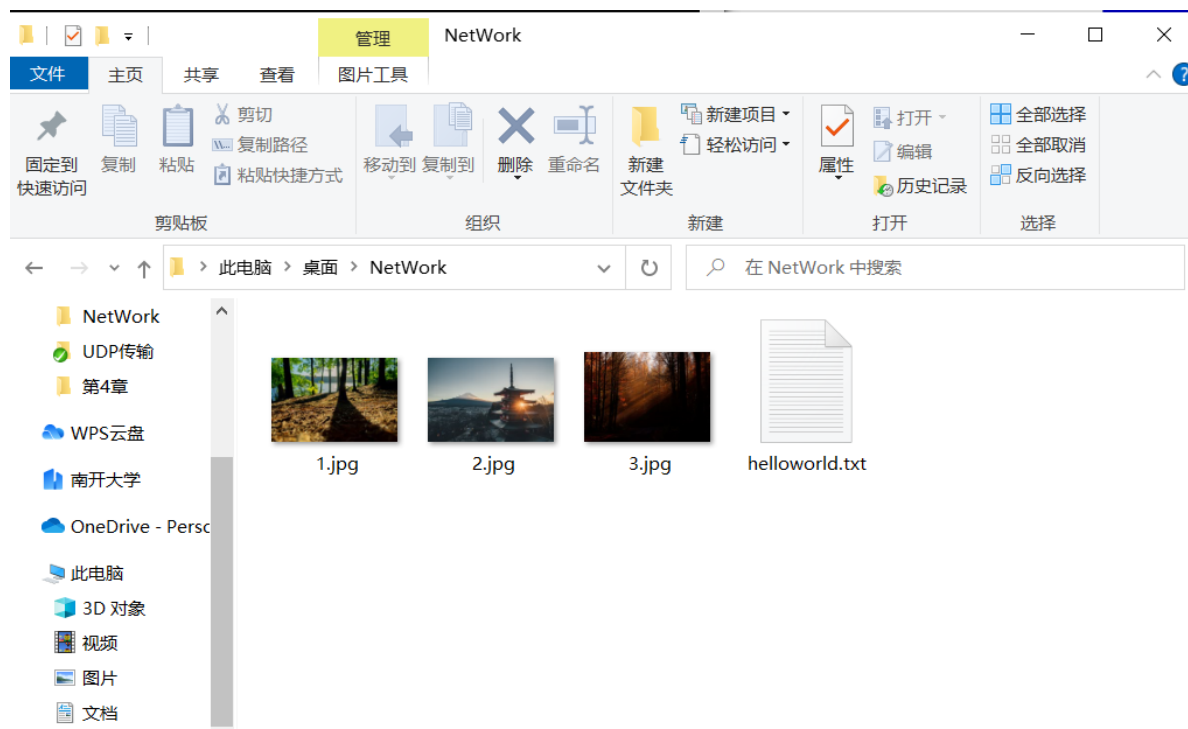 管理
NetWork
文件
主页
共享
查看
图片工具
?
固定到
快速访问
复制
粘贴
剪切
复制路径
粘贴快捷方式
剪贴板
移动到
复制到
删除
重命名
组织
新建
文件夹
新建项目
轻松访问
新建
属性
打开
编辑
历史记录
打开
全部选择
全部取消
反向选择
选择
此电脑 > 桌面 > NetWork
在 NetWork 中搜索
NetWork
UDP传输
第4章
WPS云盘
南开大学
OneDrive - Persc
此电脑
3D 对象
视频
图片
文档
1.jpg
2.jpg
3.jpg
helloworld.txt